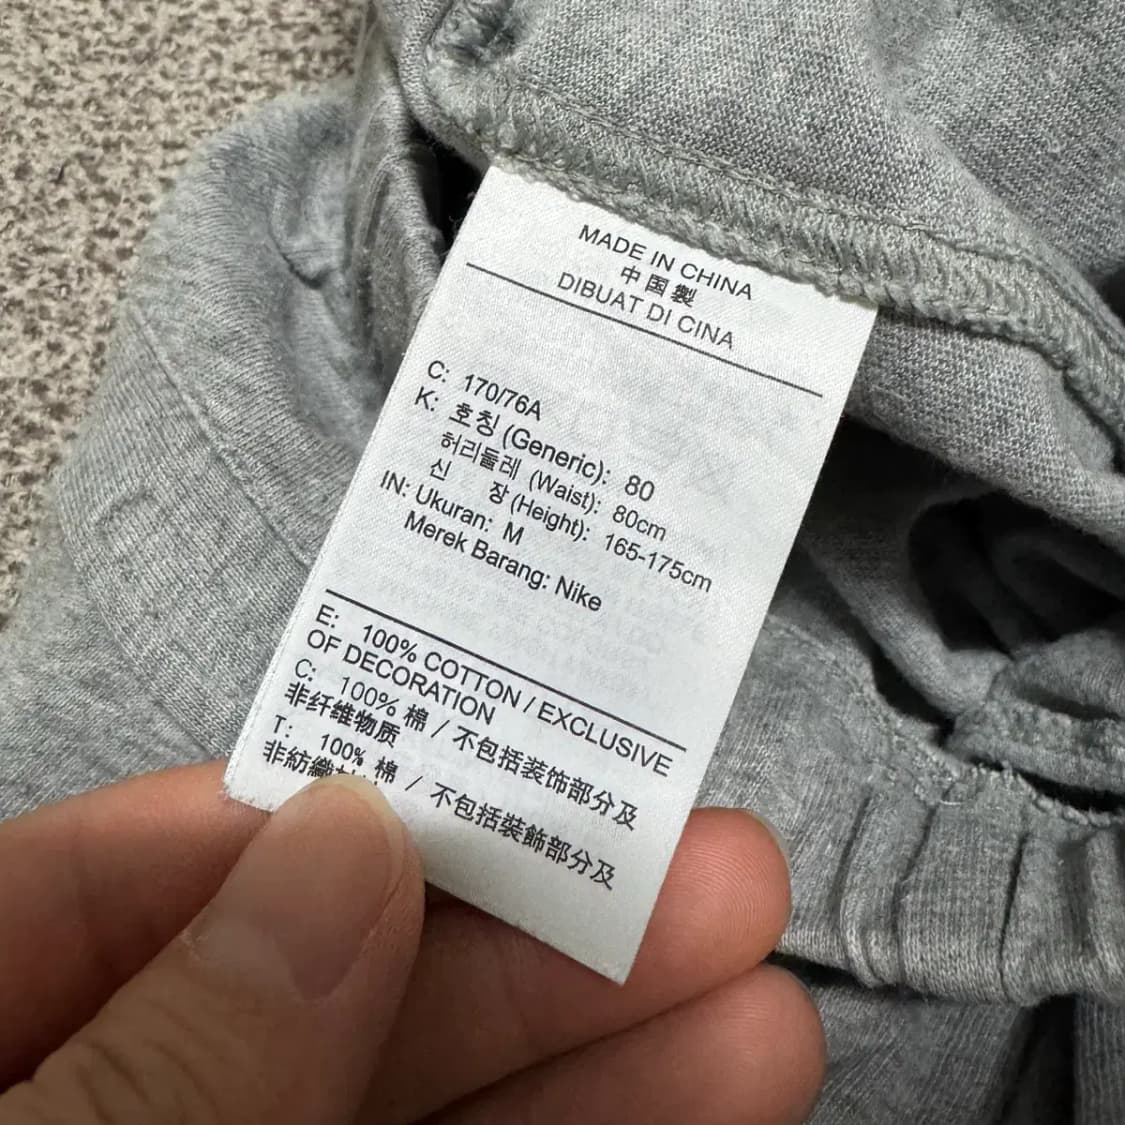 MADE IN CHINA
中国製
DIBUAT DI CINA
C: 170/76A
K: 호칭 (Generic): 80
허리둘레 (Waist): 80cm
신 장 (Height): 165-175cm
IN: Ukuran: M
Merek Barang: Nike
E: 100% COTTON / EXCLUSIVE
OF DECORATION
C: 100% 棉 / 不包括装饰部分及
非纤维物质
T: 100% 棉 / 不包括裝飾部分及
非紡織